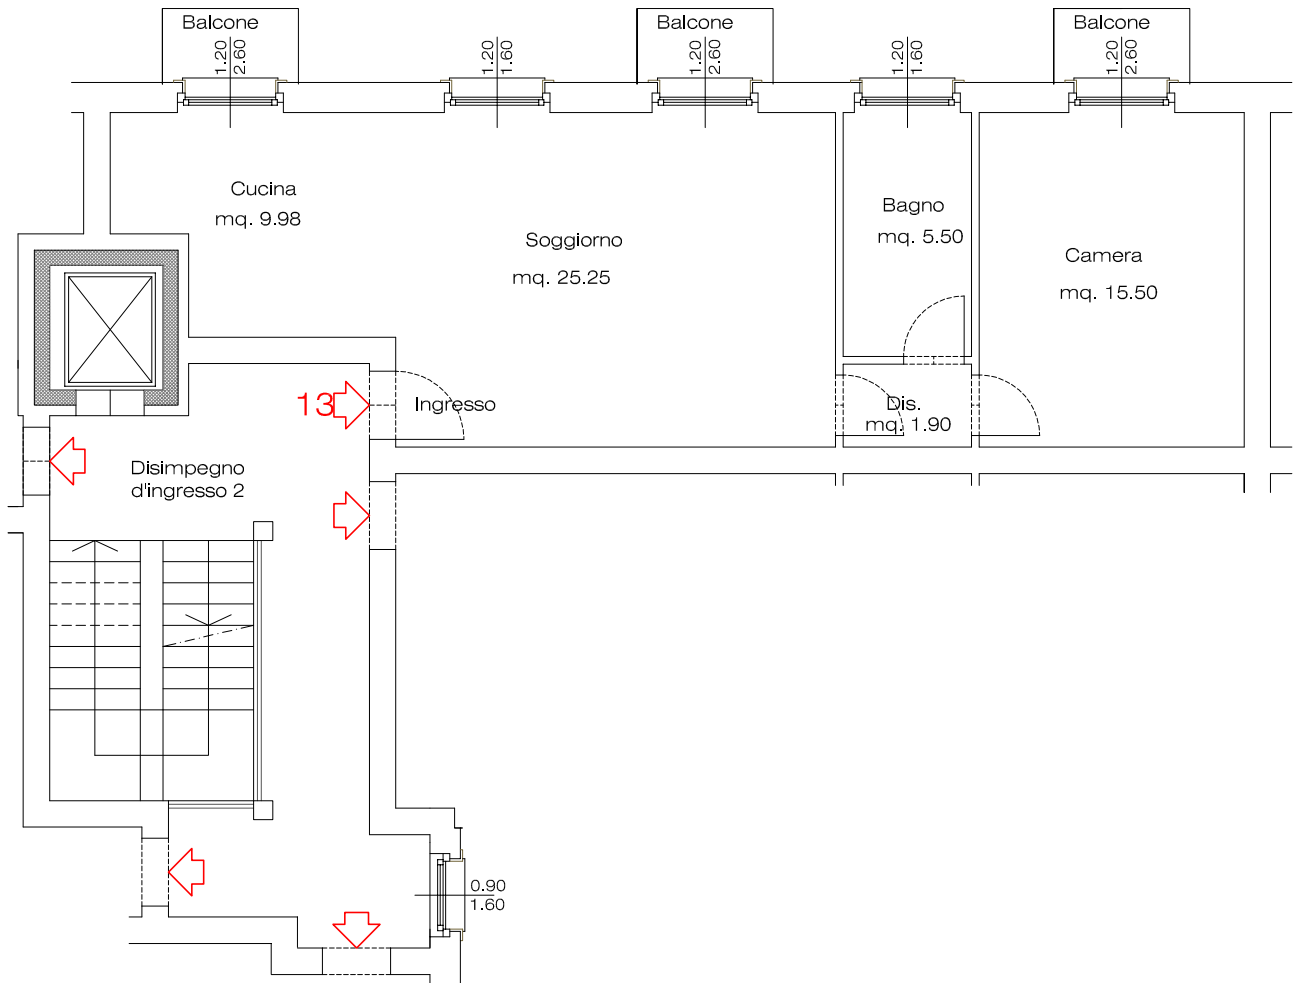 Balcone
Balcone
Balcone
1.20
2.60
1.20
1.60
1.20
2.60
1.20
1.60
1.20
2.60
Cucina
mq. 9.98
Soggiorno
mq. 25.25
Bagno
mq. 5.50
Camera
mq. 15.50
13
Ingresso
Dis.
mq. 1.90
Disimpegno
d'ingresso 2
0.90
1.60